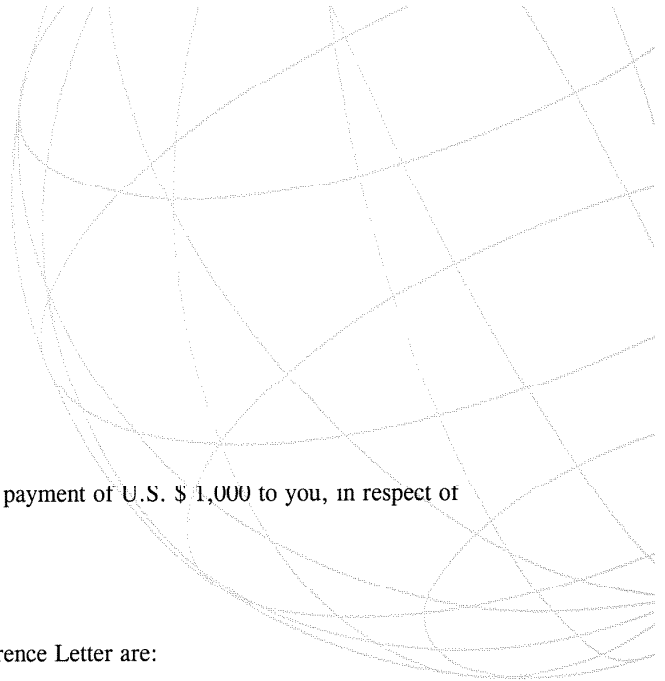 payment of U.S. $ 1,000 to you, in respect of
rence Letter are: